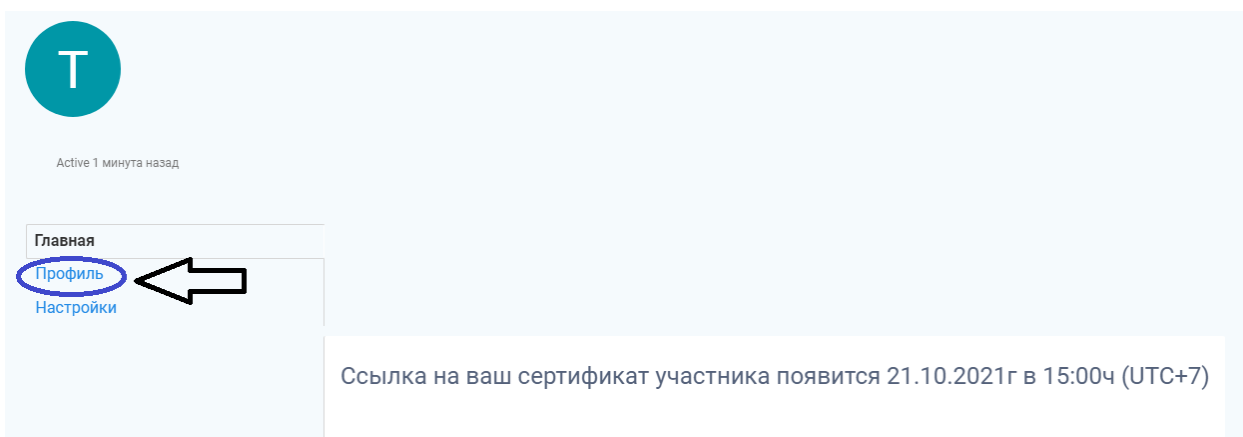 T
Active 1 минута назад
Главная
Профиль
Настройки
Ссылка на ваш сертификат участника появится 21.10.2021г в 15:00ч (UTC+7)